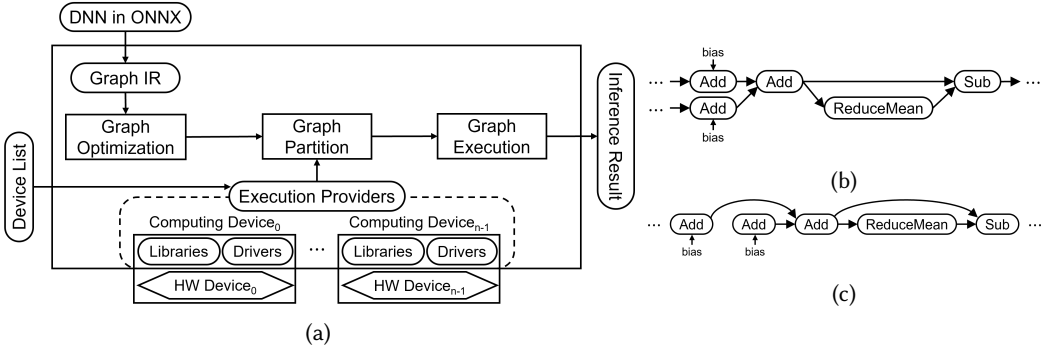 DNN in ONNX
Graph IR
Graph
Optimization
Graph
Partition
Graph
Execution
Inference Result
Device List
Execution Providers
Computing Device0
Computing Devicen-1
Libraries
Drivers
...
Libraries
Drivers
HW Device0
HW Devicen-1
(a)
bias
... Add Add Sub ...
... Add ReduceMean
bias
(b)
... Add Add Add ReduceMean Sub ...
bias bias
(c)